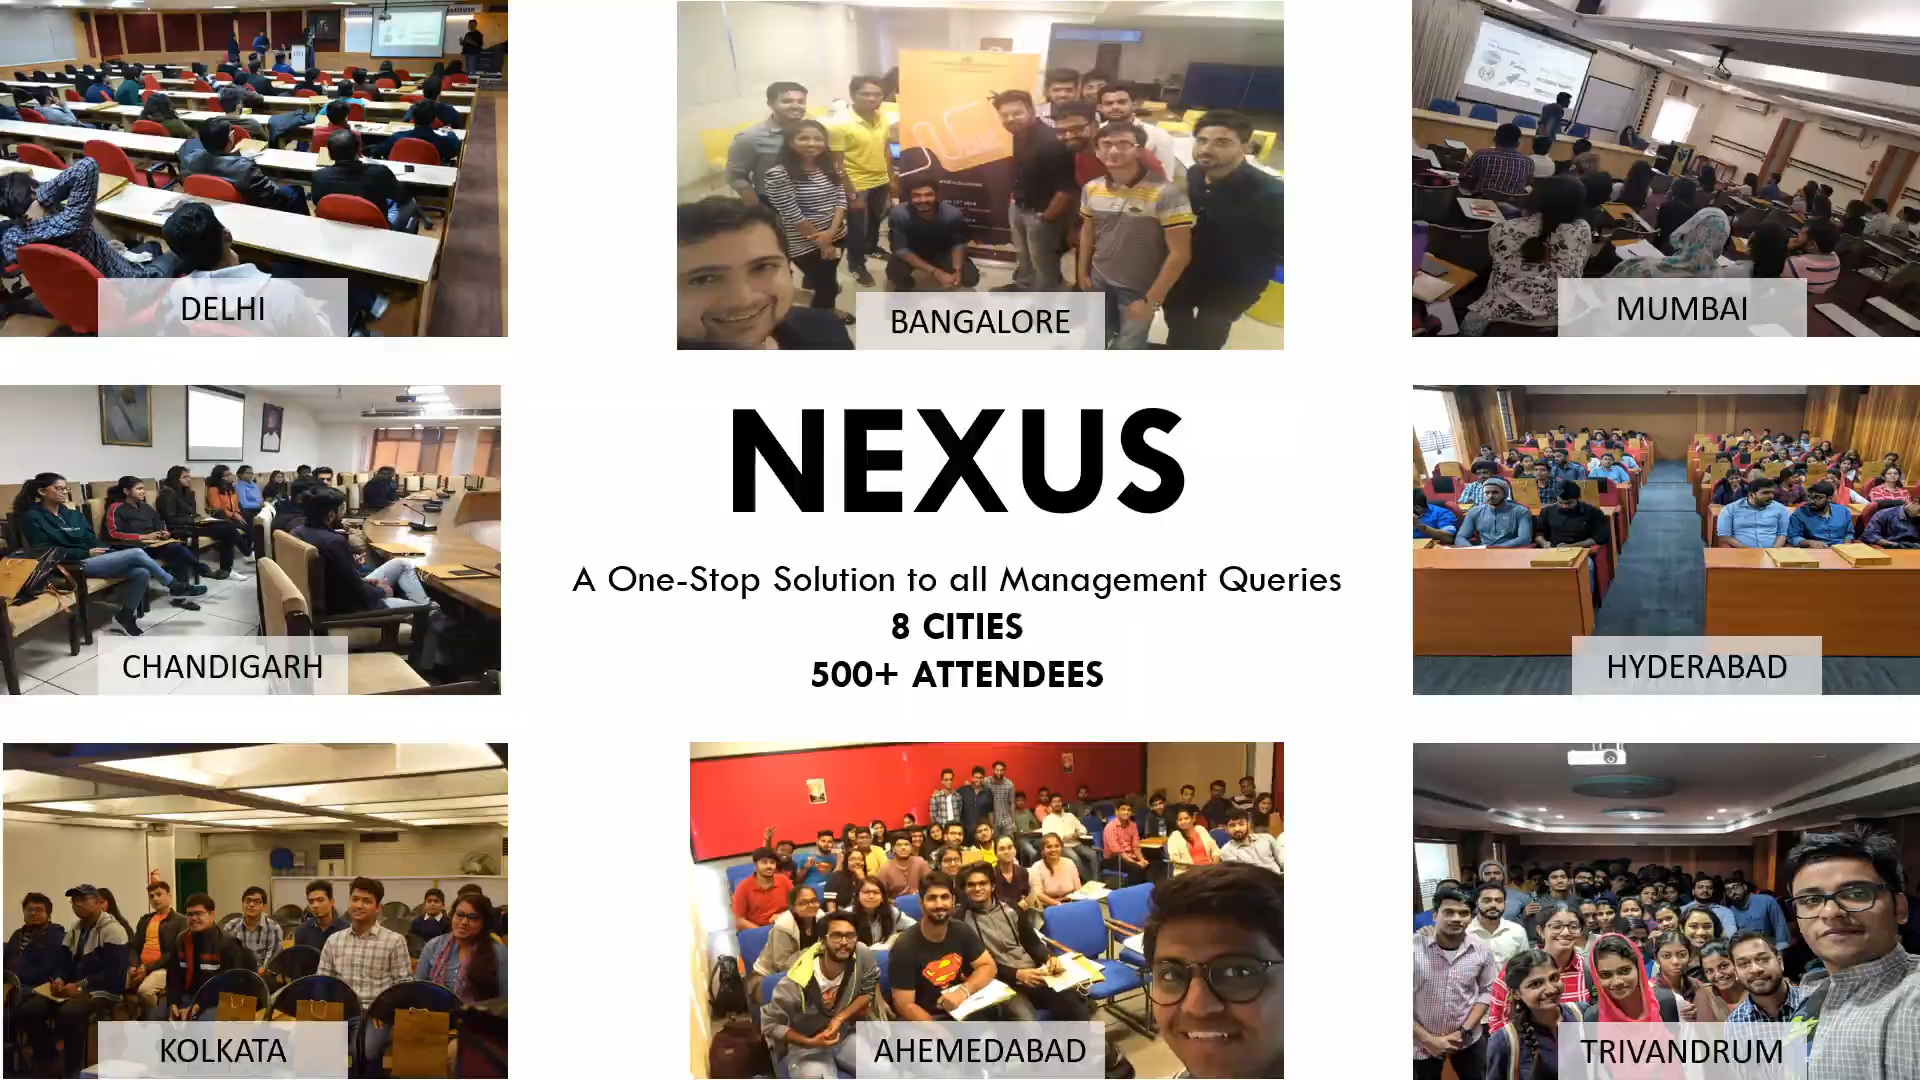 DELHI
BANGALORE
MUMBAI
NEXUS
A One-Stop Solution to all Management Queries
8 CITIES
500+ ATTENDEES
CHANDIGARH
HYDERABAD
KOLKATA
AHEMEDABAD
TRIVANDRUM